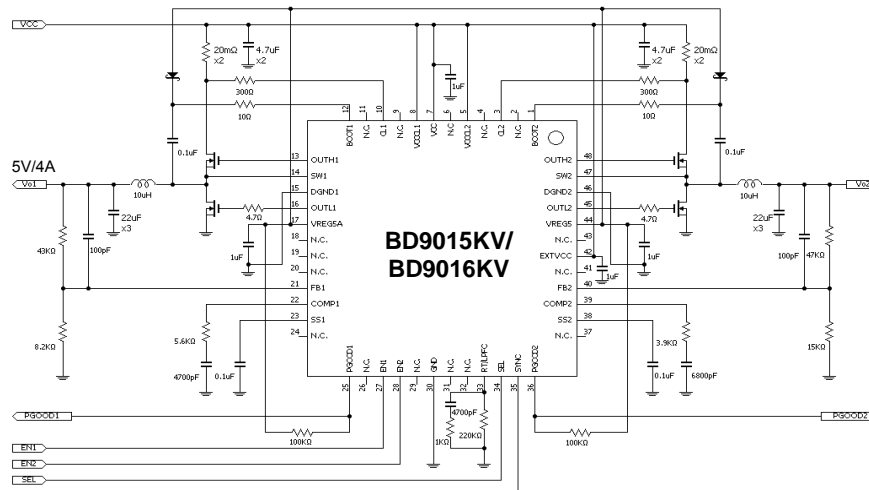 VCC
20mΩ
x2
4.7uF
x2
4.7uF
x2
20mΩ
x2
1uF
300Ω
300Ω
10Ω
10Ω
12 11 10 9 8 7 6 5 4 3 2 1
BOOT1 N.C. CL1 N.C. VCCCL1 VCC N.C. VCCCL2 N.C. CL2 N.C. BOOT2
0.1uF
0.1uF
13 OUTH1
OUTH2 48
14 SW1
SW2 47
15 DGND1
DGND2 46
16 OUTL1
OUTL2 45
17 VREG5A
VREG5 44
18 N.C.
N.C. 43
19 N.C.
EXTVCC 42
20 N.C.
N.C. 41
21 FB1
FB2 40
22 COMP1
COMP2 39
23 SS1
SS2 38
24 N.C.
N.C. 37
5V/4A
Vo1
Vo2
10uH
10uH
4.7Ω
4.7Ω
22uF
x3
22uF
x3
43KΩ
100pF
1uF
BD9015KV/
BD9016KV
1uF
1uF
100pF
47KΩ
8.2KΩ
5.6KΩ
4700pF
0.1uF
3.9KΩ
0.1uF
6800pF
15KΩ
PGOOD1 N.C. EN1 EN2 N.C. GND N.C. N.C. RT/LPFC SEL SYNC PGOOD2
25 26 27 28 29 30 31 32 33 34 35 36
4700pF
1KΩ
220KΩ
PGOOD1
PGOOD2
100KΩ
100KΩ
EN1
EN2
SEL